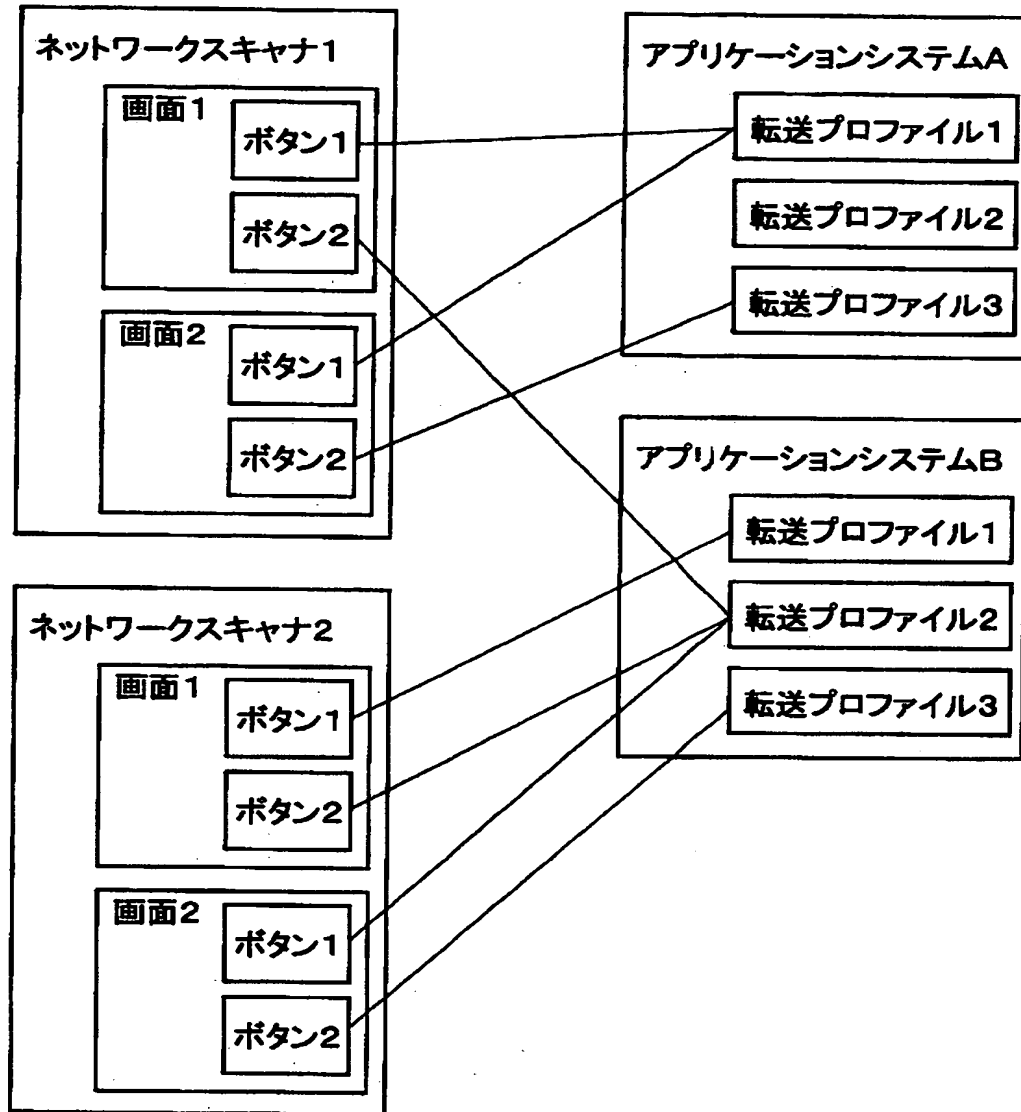 ネットワークスキャナ1
画面1
ボタン1
ボタン2
画面2
ボタン1
ボタン2
ネットワークスキャナ2
画面1
ボタン1
ボタン2
画面2
ボタン1
ボタン2
アプリケーションシステムA
転送プロファイル1
転送プロファイル2
転送プロファイル3
アプリケーションシステムB
転送プロファイル1
転送プロファイル2
転送プロファイル3